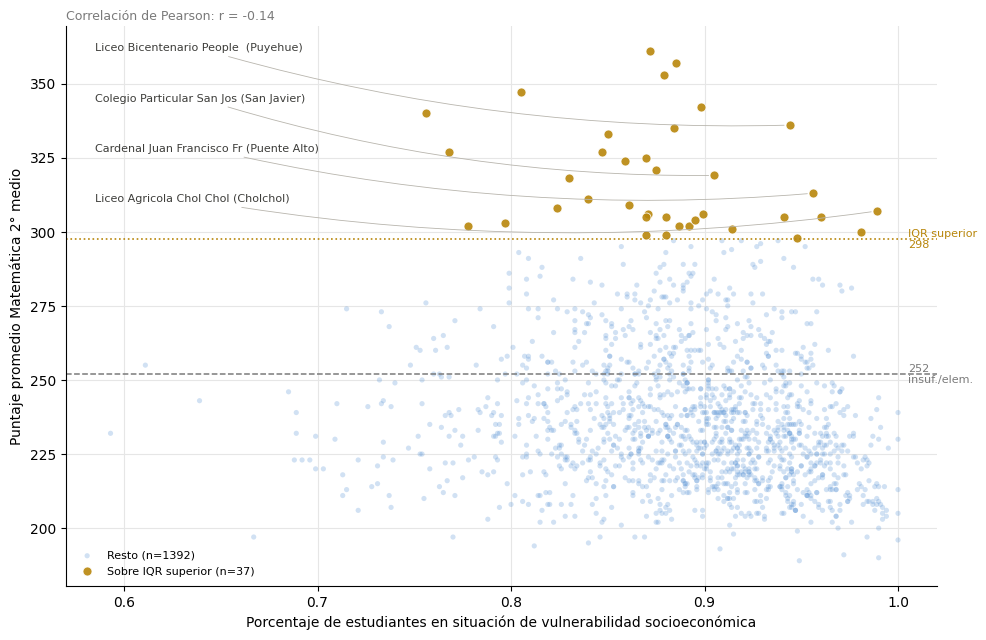 Correlación de Pearson: r = -0.14
Liceo Bicentenario People  (Puyehue)
Colegio Particular San Jos (San Javier)
Cardenal Juan Francisco Fr (Puente Alto)
Liceo Agricola Chol Chol (Cholchol)
IQR superior
298
252
insuf./elem.
350
325
300
275
250
225
200
Puntaje promedio Matemática 2° medio
Resto (n=1392)
Sobre IQR superior (n=37)
0.6
0.7
0.8
0.9
1.0
Porcentaje de estudiantes en situación de vulnerabilidad socioeconómica